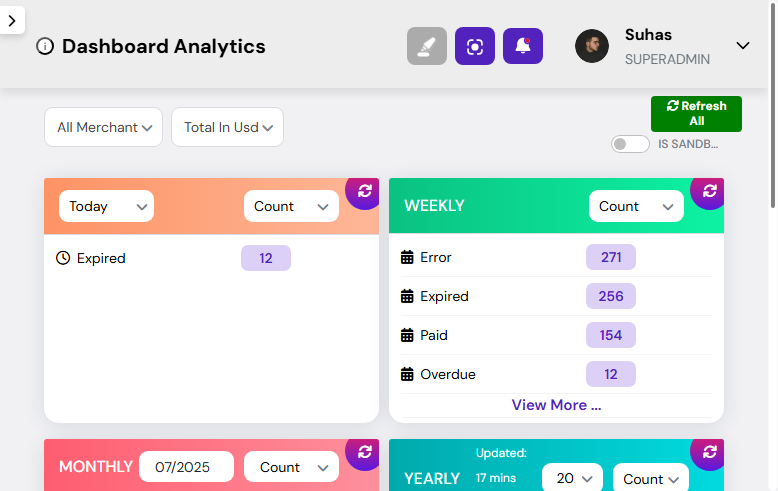 Dashboard Analytics
Suhas
SUPERADMIN
All Merchant
Total In Usd
Refresh
All
IS SANDB...
Today
Count
Expired
12
WEEKLY
Count
Error
271
Expired
256
Paid
154
Overdue
12
View More ...
MONTHLY
07/2025
Count
YEARLY
Updated:
17 mins
20
Count